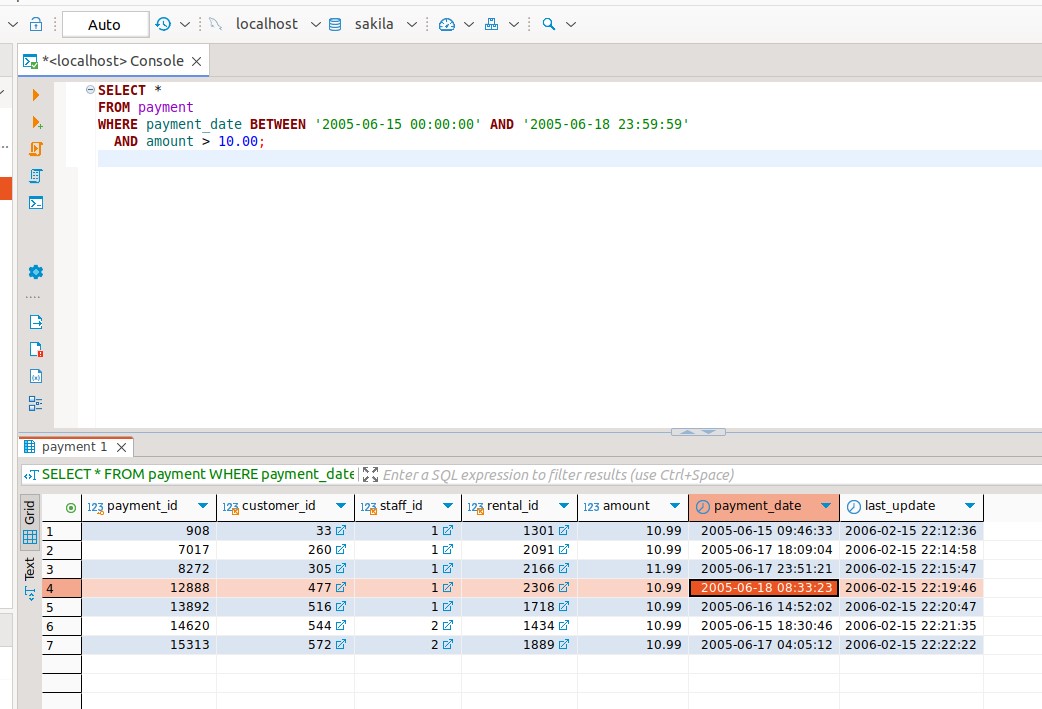 Auto localhost sakila
*<localhost> Console
SELECT *
FROM payment
WHERE payment_date BETWEEN '2005-06-15 00:00:00' AND '2005-06-18 23:59:59'
AND amount > 10.00;
payment 1
SELECT * FROM payment WHERE payment_date Enter a SQL expression to filter results (use Ctrl+Space)
Grid
Text
123 payment_id 123 customer_id 123 staff_id 123 rental_id 123 amount payment_date last_update
1 908 33 1 1301 10.99 2005-06-15 09:46:33 2006-02-15 22:12:36
2 7017 260 1 2091 10.99 2005-06-17 18:09:04 2006-02-15 22:14:58
3 8272 305 1 2166 11.99 2005-06-17 23:51:21 2006-02-15 22:15:47
4 12888 477 1 2306 10.99 2005-06-18 08:33:23 2006-02-15 22:19:46
5 13892 516 1 1718 10.99 2005-06-16 14:52:02 2006-02-15 22:20:47
6 14620 544 2 1434 10.99 2005-06-15 18:30:46 2006-02-15 22:21:35
7 15313 572 2 1889 10.99 2005-06-17 04:05:12 2006-02-15 22:22:22